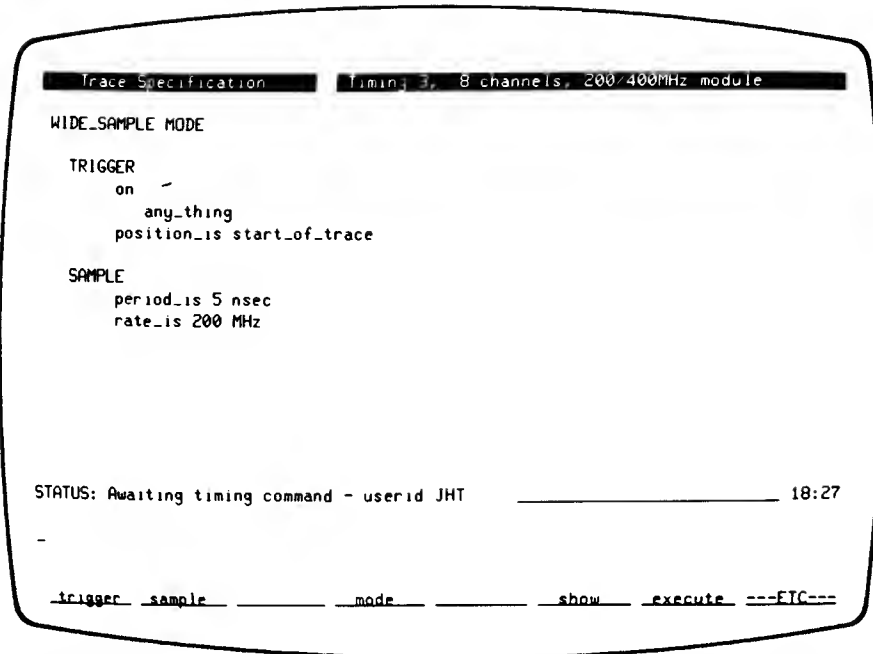 Trace Specification Timing 3, 8 channels, 200/400MHz module
WIDE_SAMPLE MODE
TRIGGER
on
any_thing
position_is start_of_trace
SAMPLE
period_is 5 nsec
rate_is 200 MHz
STATUS: Awaiting timing command - userid JHT 18:27
trigger sample mode show execute ---ETC---